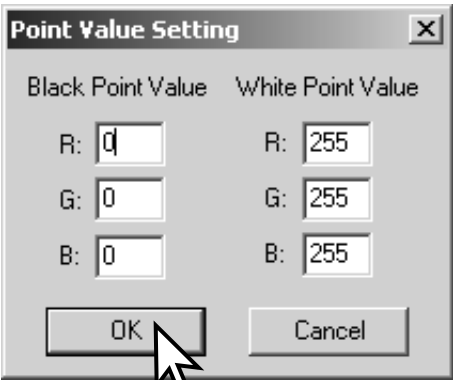 Point Value Setting
Black Point Value White Point Value
R: 0 R: 255
G: 0 G: 255
B: 0 B: 255
OK Cancel